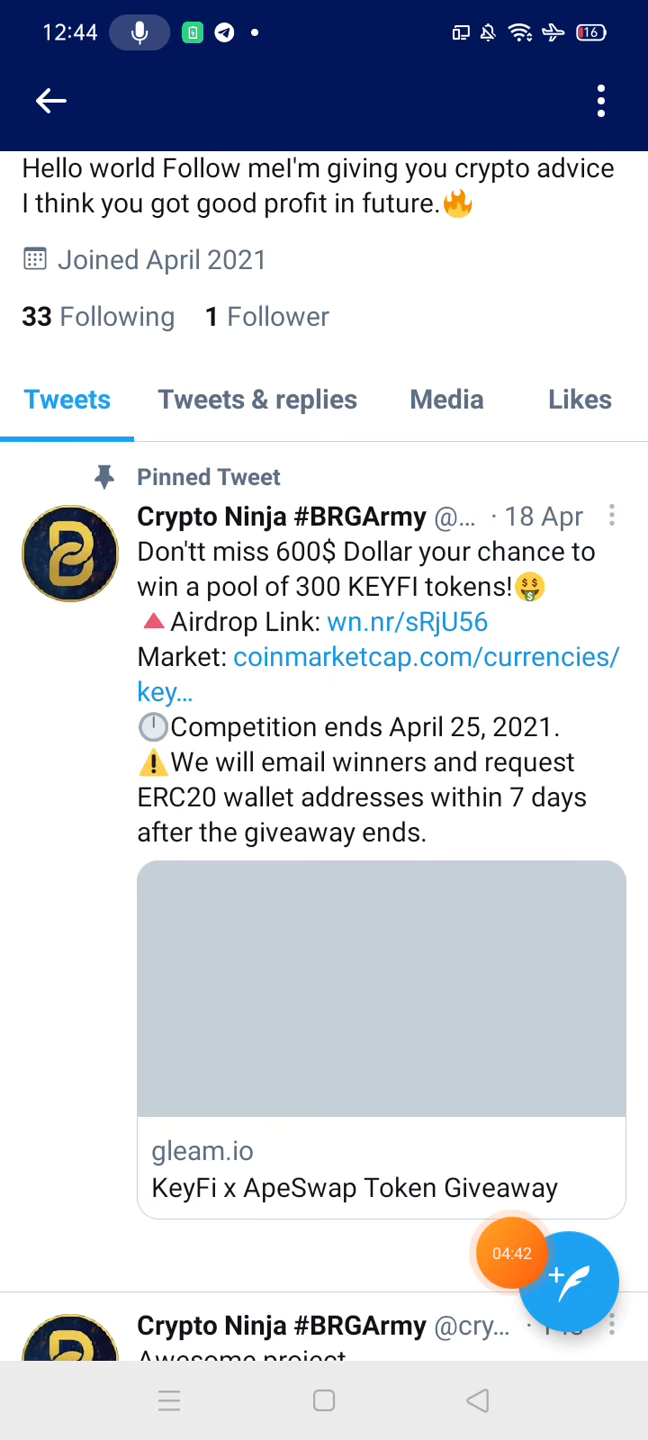 12:44
16
Hello world Follow meI'm giving you crypto advice
I think you got good profit in future.🔥
Joined April 2021
33 Following 1 Follower
Tweets Tweets & replies Media Likes
Pinned Tweet
Crypto Ninja #BRGArmy @... · 18 Apr
Don'tt miss 600$ Dollar your chance to
win a pool of 300 KEYFI tokens!🤑
🔺Airdrop Link: wn.nr/sRjU56
Market: coinmarketcap.com/currencies/
key...
⏱Competition ends April 25, 2021.
⚠️We will email winners and request
ERC20 wallet addresses within 7 days
after the giveaway ends.
gleam.io
KeyFi x ApeSwap Token Giveaway
04:42
Crypto Ninja #BRGArmy @cry... ·
Awesome project